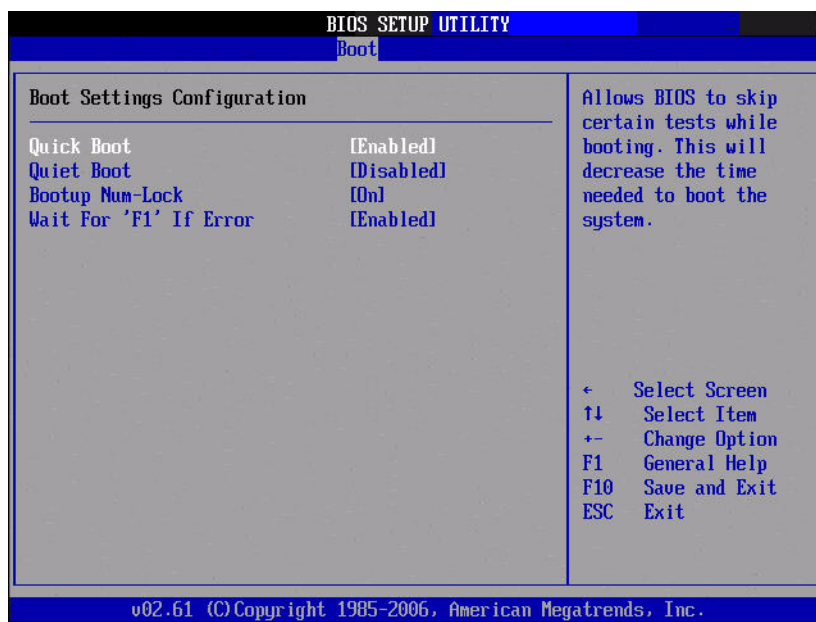 BIOS SETUP UTILITY
Boot
Boot Settings Configuration
Quick Boot [Enabled]
Quiet Boot [Disabled]
Bootup Num-Lock [On]
Wait For 'F1' If Error [Enabled]
Allows BIOS to skip
certain tests while
booting. This will
decrease the time
needed to boot the
system.
← Select Screen
↑↓ Select Item
+- Change Option
F1 General Help
F10 Save and Exit
ESC Exit
v02.61 (C)Copyright 1985-2006, American Megatrends, Inc.